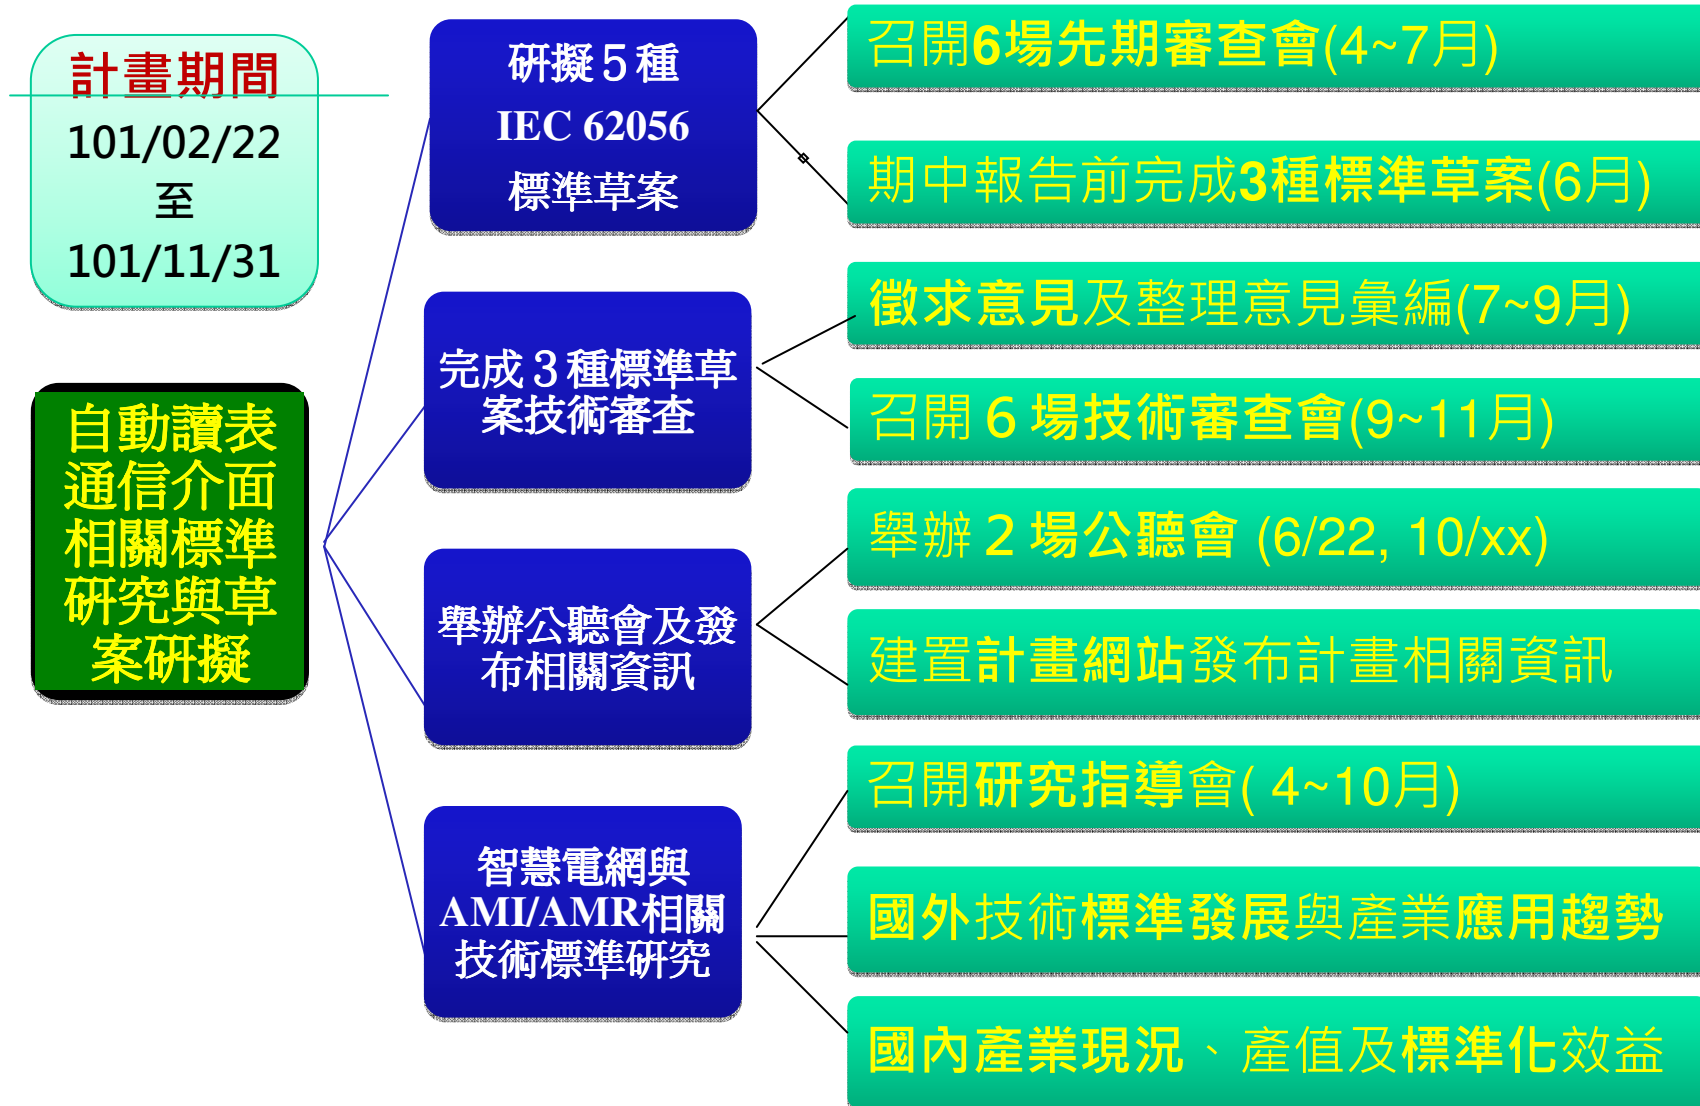 計畫期間
101/02/22
至
101/11/31
自動讀表
通信介面
相關標準
研究與草
案研擬
研擬５種
IEC 62056
標準草案
完成３種標準草
案技術審查
舉辦公聽會及發
布相關資訊
智慧電網與
AMI/AMR相關
技術標準研究
召開6場先期審查會(4~7月)
期中報告前完成3種標準草案(6月)
徵求意見及整理意見彙編(7~9月)
召開 6 場技術審查會(9~11月)
舉辦 2 場公聽會 (6/22, 10/xx)
建置計畫網站發布計畫相關資訊
召開研究指導會( 4~10月)
國外技術標準發展與產業應用趨勢
國內產業現況、產值及標準化效益